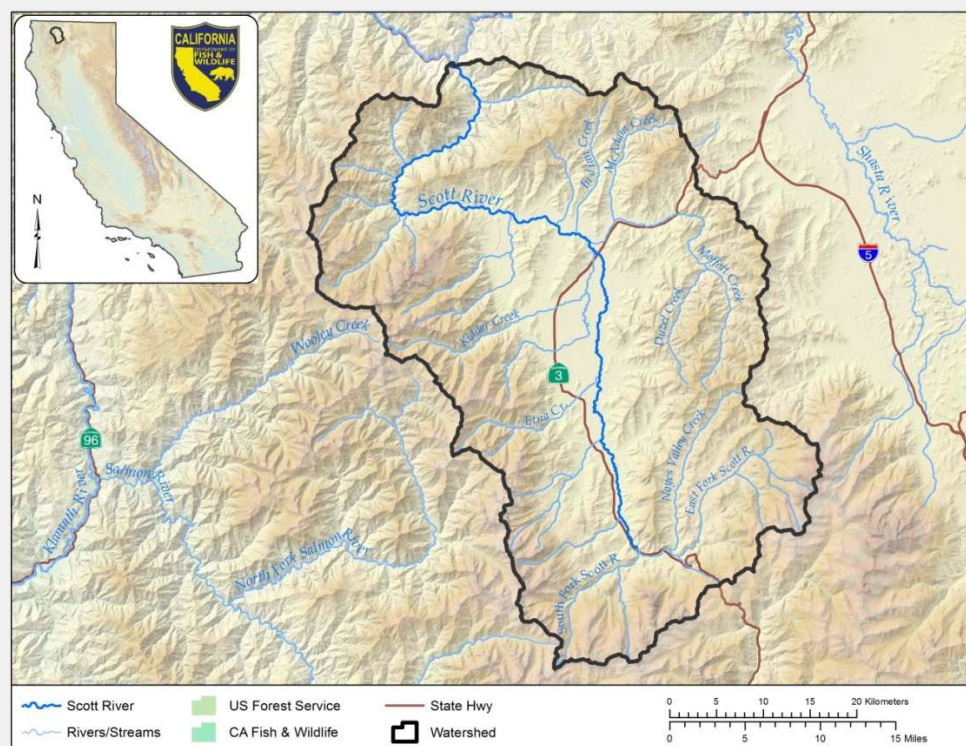 CALIFORNIA
DEPARTMENT OF
FISH &
WILDLIFE
N
Scott River
Indian Creek
McAdam Creek
Shasta River
5
Moffett Creek
Duzel Creek
Kidder Creek
Wooley Creek
3
Etna Cr.
96
Salmon River
Klamath River
Noyes Valley Creek
East Fork Scott R.
North Fork Salmon River
South Fork Scott R.
Scott River
US Forest Service
State Hwy
Rivers/Streams
CA Fish & Wildlife
Watershed
0 5 10 15 20 Kilometers
0 5 10 15 Miles